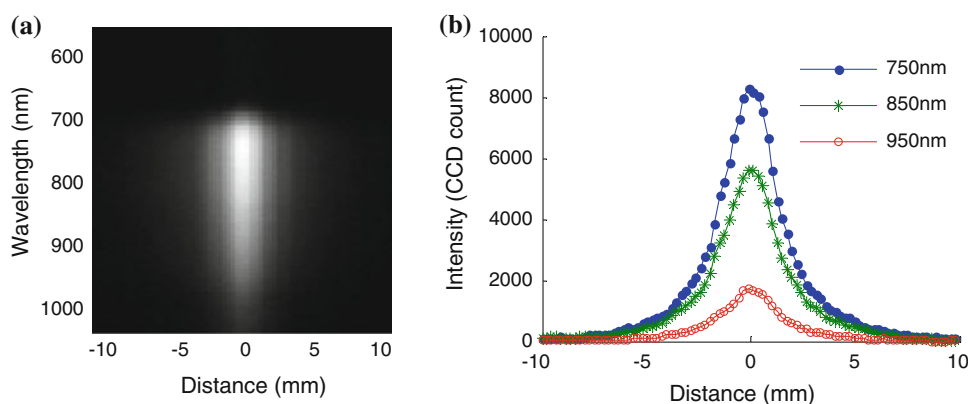 (a)
600
700
800
900
1000
Wavelength (nm)
-10
-5
0
5
10
Distance (mm)
(b)
10000
8000
6000
4000
2000
0
Intensity (CCD count)
750nm
850nm
950nm
-10
-5
0
5
10
Distance (mm)